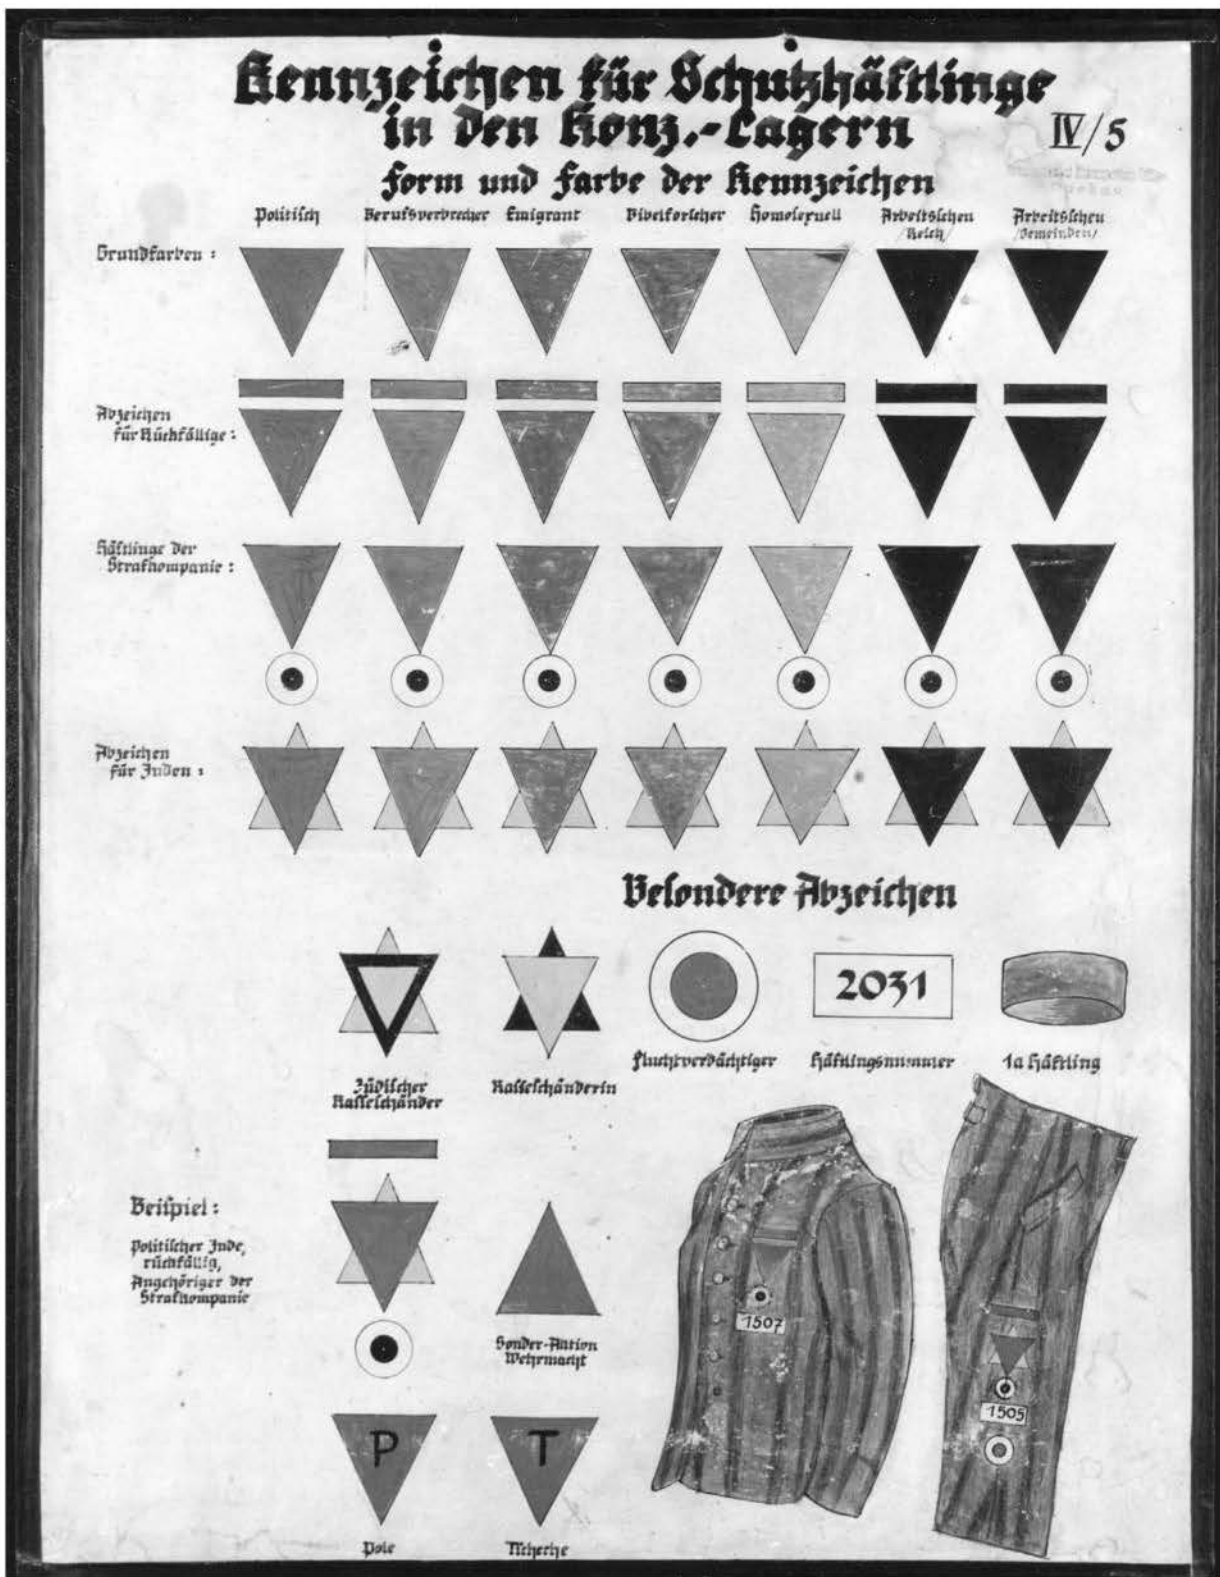 Kennzeichen für Schutzhäftlinge
in den Konz.-Lagern
IV/5
Form und Farbe der Kennzeichen
Politisch
Berufsverbrecher
Emigrant
Bibelforscher
Homosexuell
Arbeitsscheu
/Reich/
Arbeitsscheu
/Gemeinden/
Grundfarben:
Abzeichen
für Rückfällige:
Häftlinge der
Strafkompanie:
Abzeichen
für Juden:
Besondere Abzeichen
2031
Jüdischer
Rasseschänder
Rasseschänderin
Fluchtverdächtiger
Häftlingsnummer
1a Häftling
Beispiel:
Politischer Jude,
rückfällig,
Angehöriger der
Strafkompanie
Sonder-Aktion
Wehrmacht
1507
1505
P
T
Pole
Tscheche